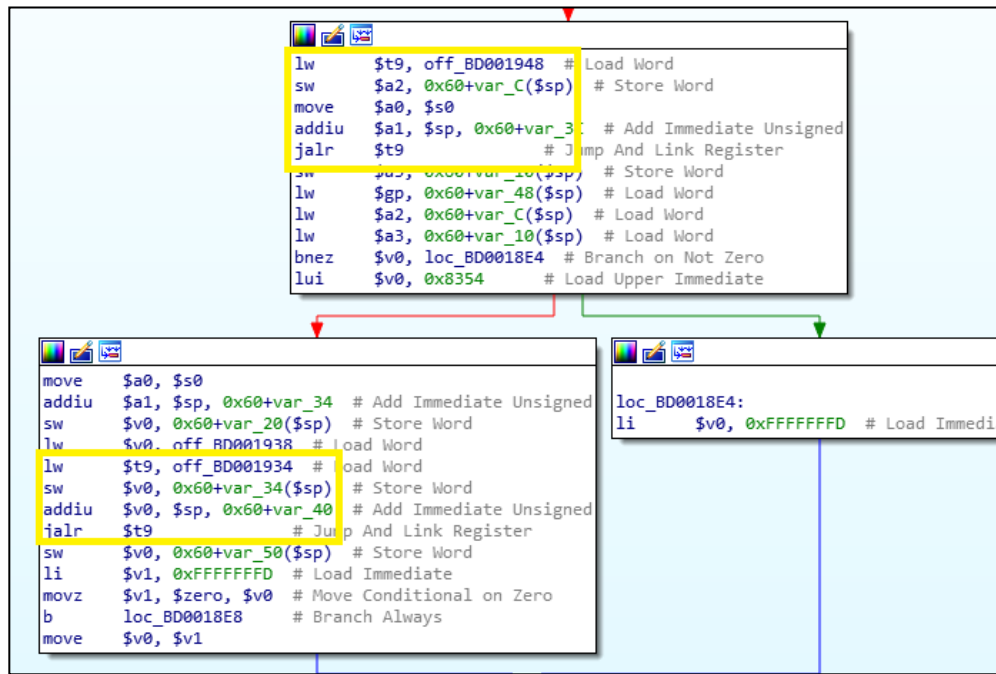 lw $t9, off_BD001948 # Load Word
sw $a2, 0x60+var_C($sp) # Store Word
move $a0, $s0
addiu $a1, $sp, # Add Immediate Unsigned
jalr $t9 # Jump And Link Register
sw 0x60+var_10($sp) # Store Word
lw $gp, 0x60+var_48($sp) # Load Word
lw $a2, 0x60+var_C($sp) # Load Word
lw $a3, 0x60+var_10($sp) # Load Word
bnez $v0, loc_BD0018E4 # Branch on Not Zero
lui $v0, 0x8354 # Load Upper Immediate
move $a0, $s0
addiu $a1, $sp, 0x60+var_34 # Add Immediate Unsigned
sw $v0, 0x60+var_20($sp) # Store Word
lw $v0, off_BD001938 # Load Word
lw $t9, off_BD001934 # Load Word
sw $v0, 0x60+var_34($sp) # Store Word
addiu $v0, $sp, 0x60+var_40 # Add Immediate Unsigned
jalr $t9 # Jump And Link Register
sw $v0, 0x60+var_50($sp) # Store Word
li $v1, 0xFFFFFFFD # Load Immediate
movz $v1, $zero, $v0 # Move Conditional on Zero
b loc_BD0018E8 # Branch Always
move $v0, $v1
loc_BD0018E4:
li $v0, 0xFFFFFFFD # Load Immedi